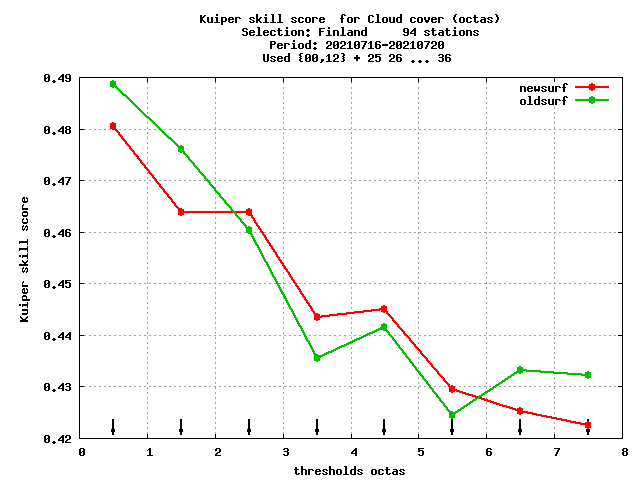 Kuiper skill score  for Cloud cover (octas)
Selection: Finland     94 stations
Period: 20210716-20210720
Used {00,12} + 25 26 ... 36
newsurf
oldsurf
0.49
0.48
0.47
0.46
0.45
0.44
0.43
0.42
Kuiper skill score
0 1 2 3 4 5 6 7 8
thresholds octas